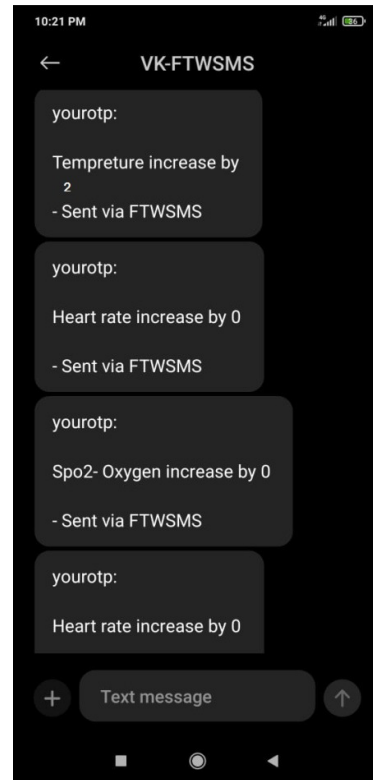 10:21 PM
4G 86
VK-FTWSMS
yourotp:
Tempreture increase by
2
- Sent via FTWSMS
yourotp:
Heart rate increase by 0
- Sent via FTWSMS
yourotp:
Spo2- Oxygen increase by 0
- Sent via FTWSMS
yourotp:
Heart rate increase by 0
Text message